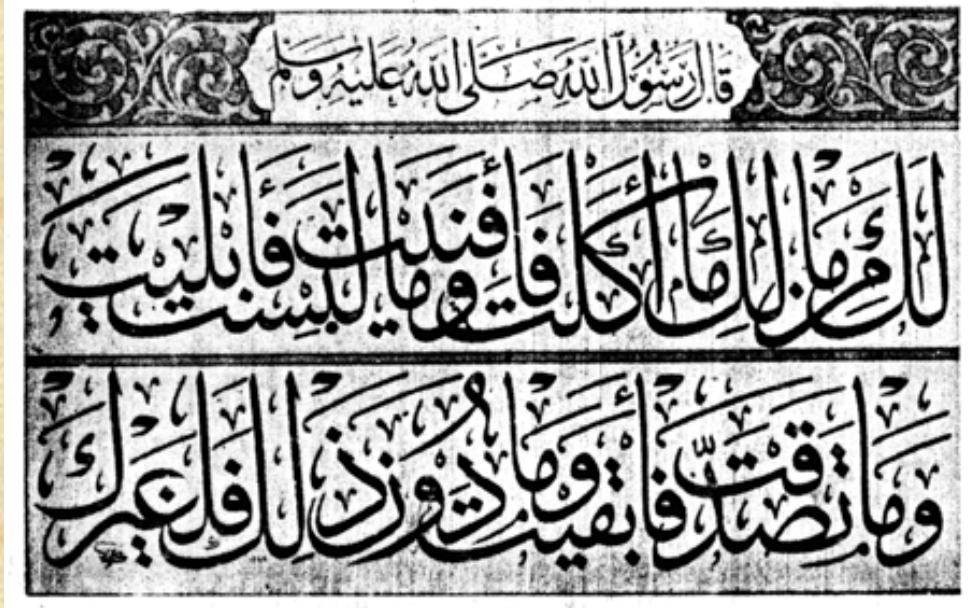 قال رسول الله صلى الله عليه وسلم
لك من مالك ما أكلت فأفنيت وما لبست فأبليت
وما تصدقت فأبقيت وما دون ذلك فلغيرك